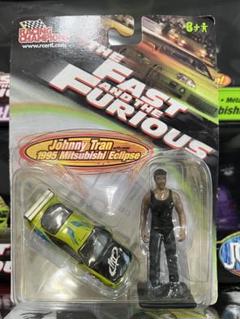 RACING
CHAMPIONS
www.rcertl.com
8+
THE
FAST
AND THE
FURIOUS
Johnny Tran
1995 Mitsubishi Eclipse